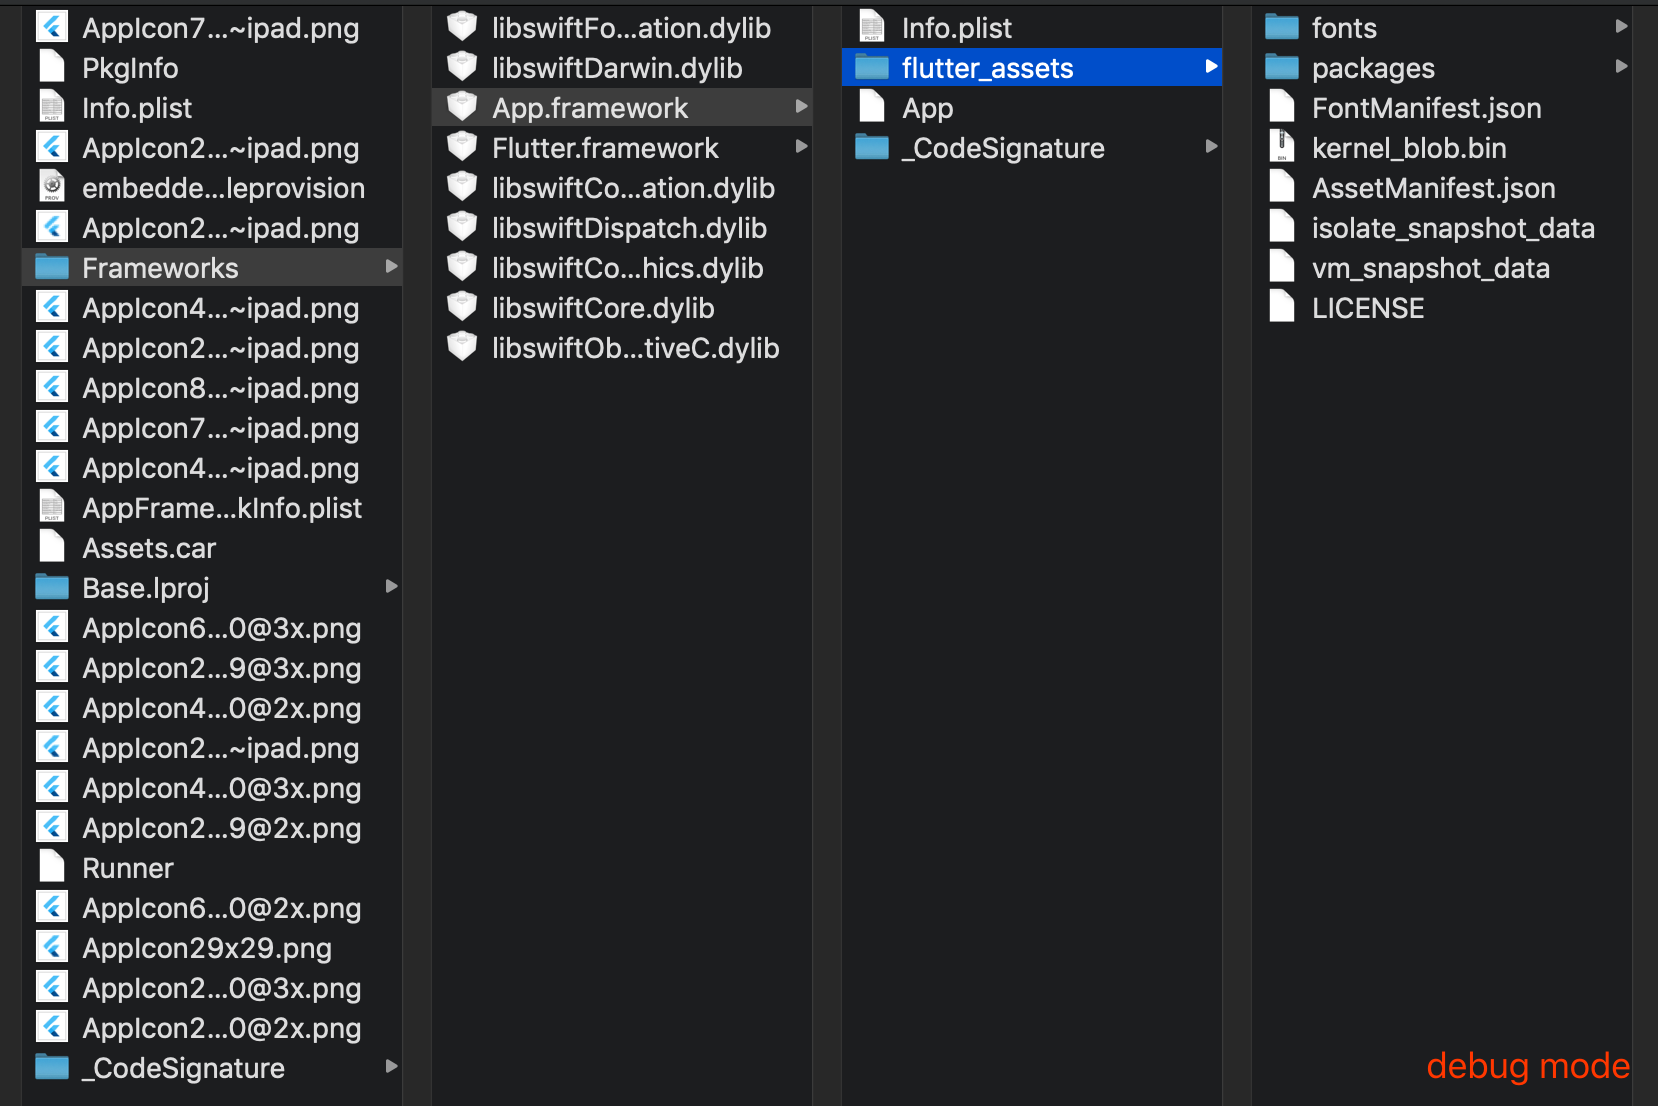 AppIcon7...~ipad.png
PkgInfo
Info.plist
AppIcon2...~ipad.png
embedde...leprovision
AppIcon2...~ipad.png
Frameworks
AppIcon4...~ipad.png
AppIcon2...~ipad.png
AppIcon8...~ipad.png
AppIcon7...~ipad.png
AppIcon4...~ipad.png
AppFrame...kInfo.plist
Assets.car
Base.lproj
AppIcon6...0@3x.png
AppIcon2...9@3x.png
AppIcon4...0@2x.png
AppIcon2...~ipad.png
AppIcon4...0@3x.png
AppIcon2...9@2x.png
Runner
AppIcon6...0@2x.png
AppIcon29x29.png
AppIcon2...0@3x.png
AppIcon2...0@2x.png
_CodeSignature
libswiftFo...ation.dylib
libswiftDarwin.dylib
App.framework
Flutter.framework
libswiftCo...ation.dylib
libswiftDispatch.dylib
libswiftCo...hics.dylib
libswiftCore.dylib
libswiftOb...tiveC.dylib
Info.plist
flutter_assets
App
_CodeSignature
fonts
packages
FontManifest.json
kernel_blob.bin
AssetManifest.json
isolate_snapshot_data
vm_snapshot_data
LICENSE
debug mode